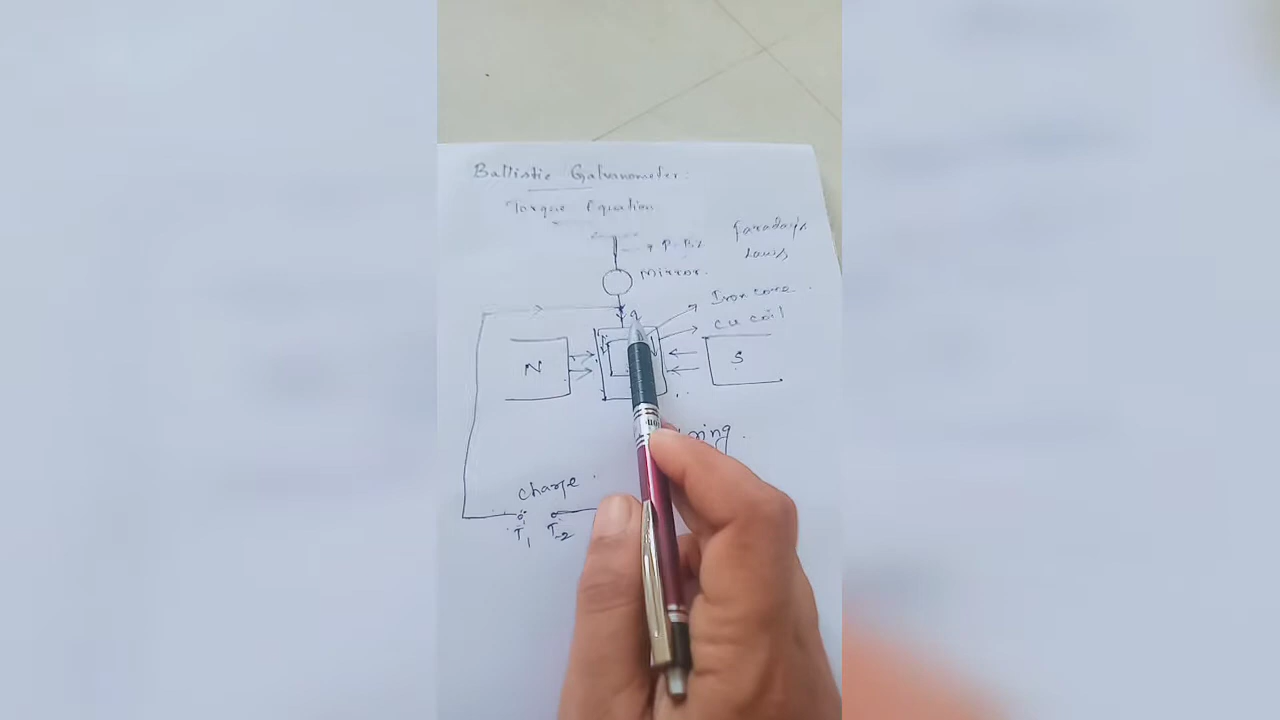 Ballistic Galvanometer:
Torque Equation
Faraday's
Laws
Mirror.
Iron core
Cu coil
N
S
Charge
T1 T2